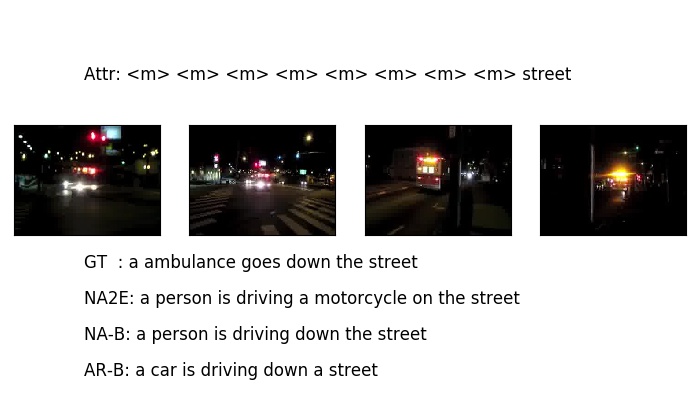 Attr: <m> <m> <m> <m> <m> <m> <m> <m> street
GT : a ambulance goes down the street
NA2E: a person is driving a motorcycle on the street
NA-B: a person is driving down the street
AR-B: a car is driving down a street